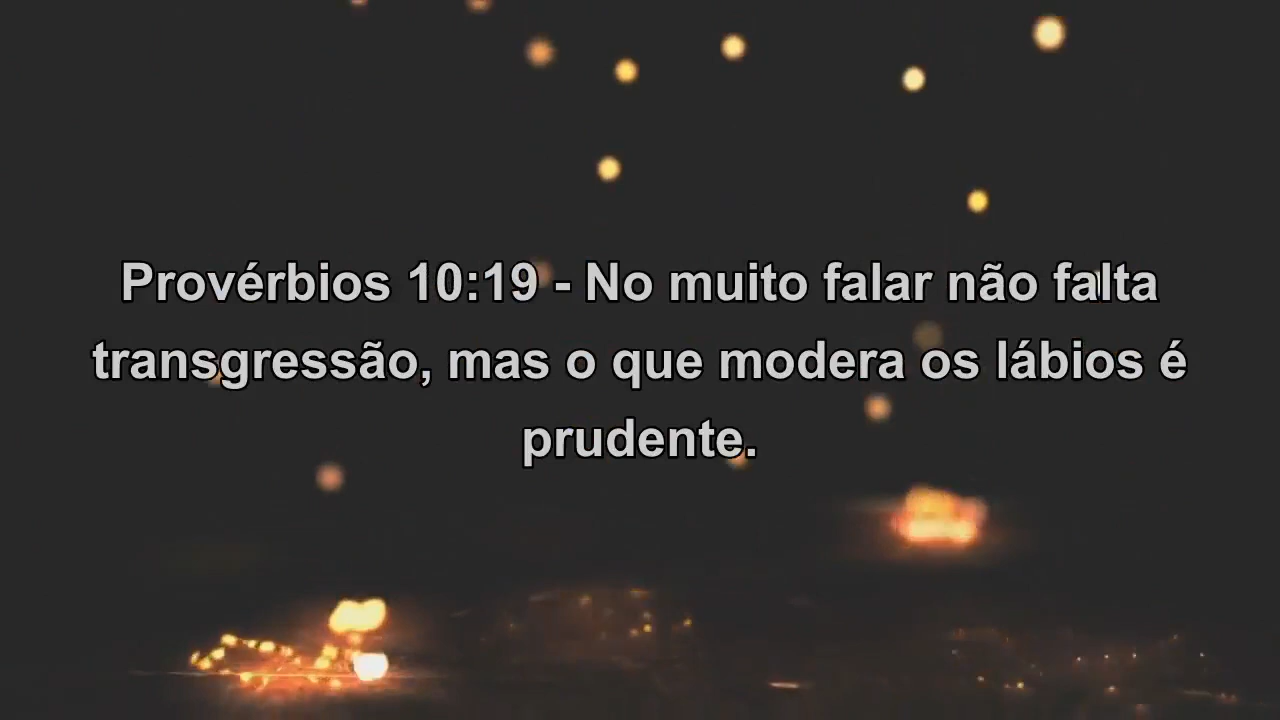 Provérbios 10:19 - No muito falar não falta
transgressão, mas o que modera os lábios é
prudente.